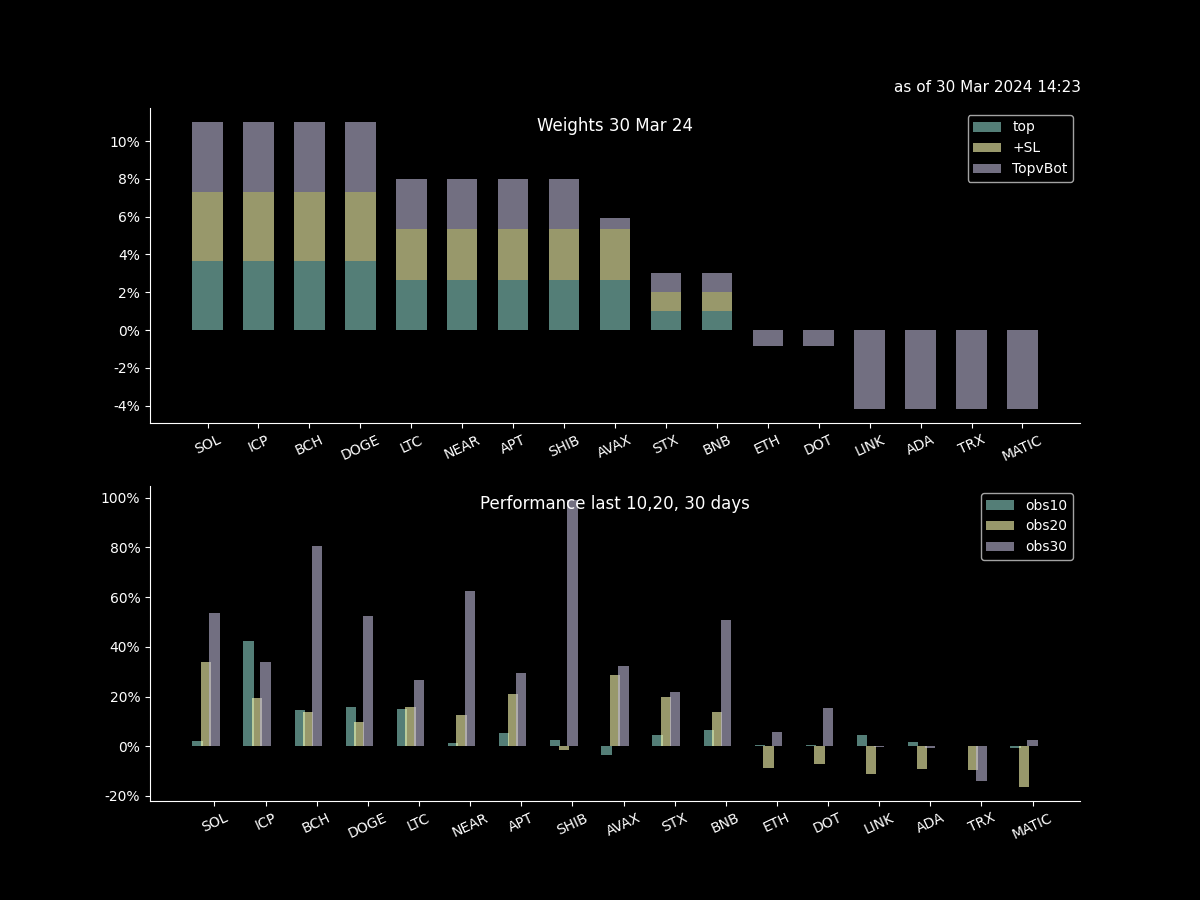 as of 30 Mar 2024 14:23
Weights 30 Mar 24
top
+SL
TopvBot
10%
8%
6%
4%
2%
0%
-2%
-4%
SOL ICP BCH DOGE LTC NEAR APT SHIB AVAX STX BNB ETH DOT LINK ADA TRX MATIC
Performance last 10,20, 30 days
obs10
obs20
obs30
100%
80%
60%
40%
20%
0%
-20%
SOL ICP BCH DOGE LTC NEAR APT SHIB AVAX STX BNB ETH DOT LINK ADA TRX MATIC